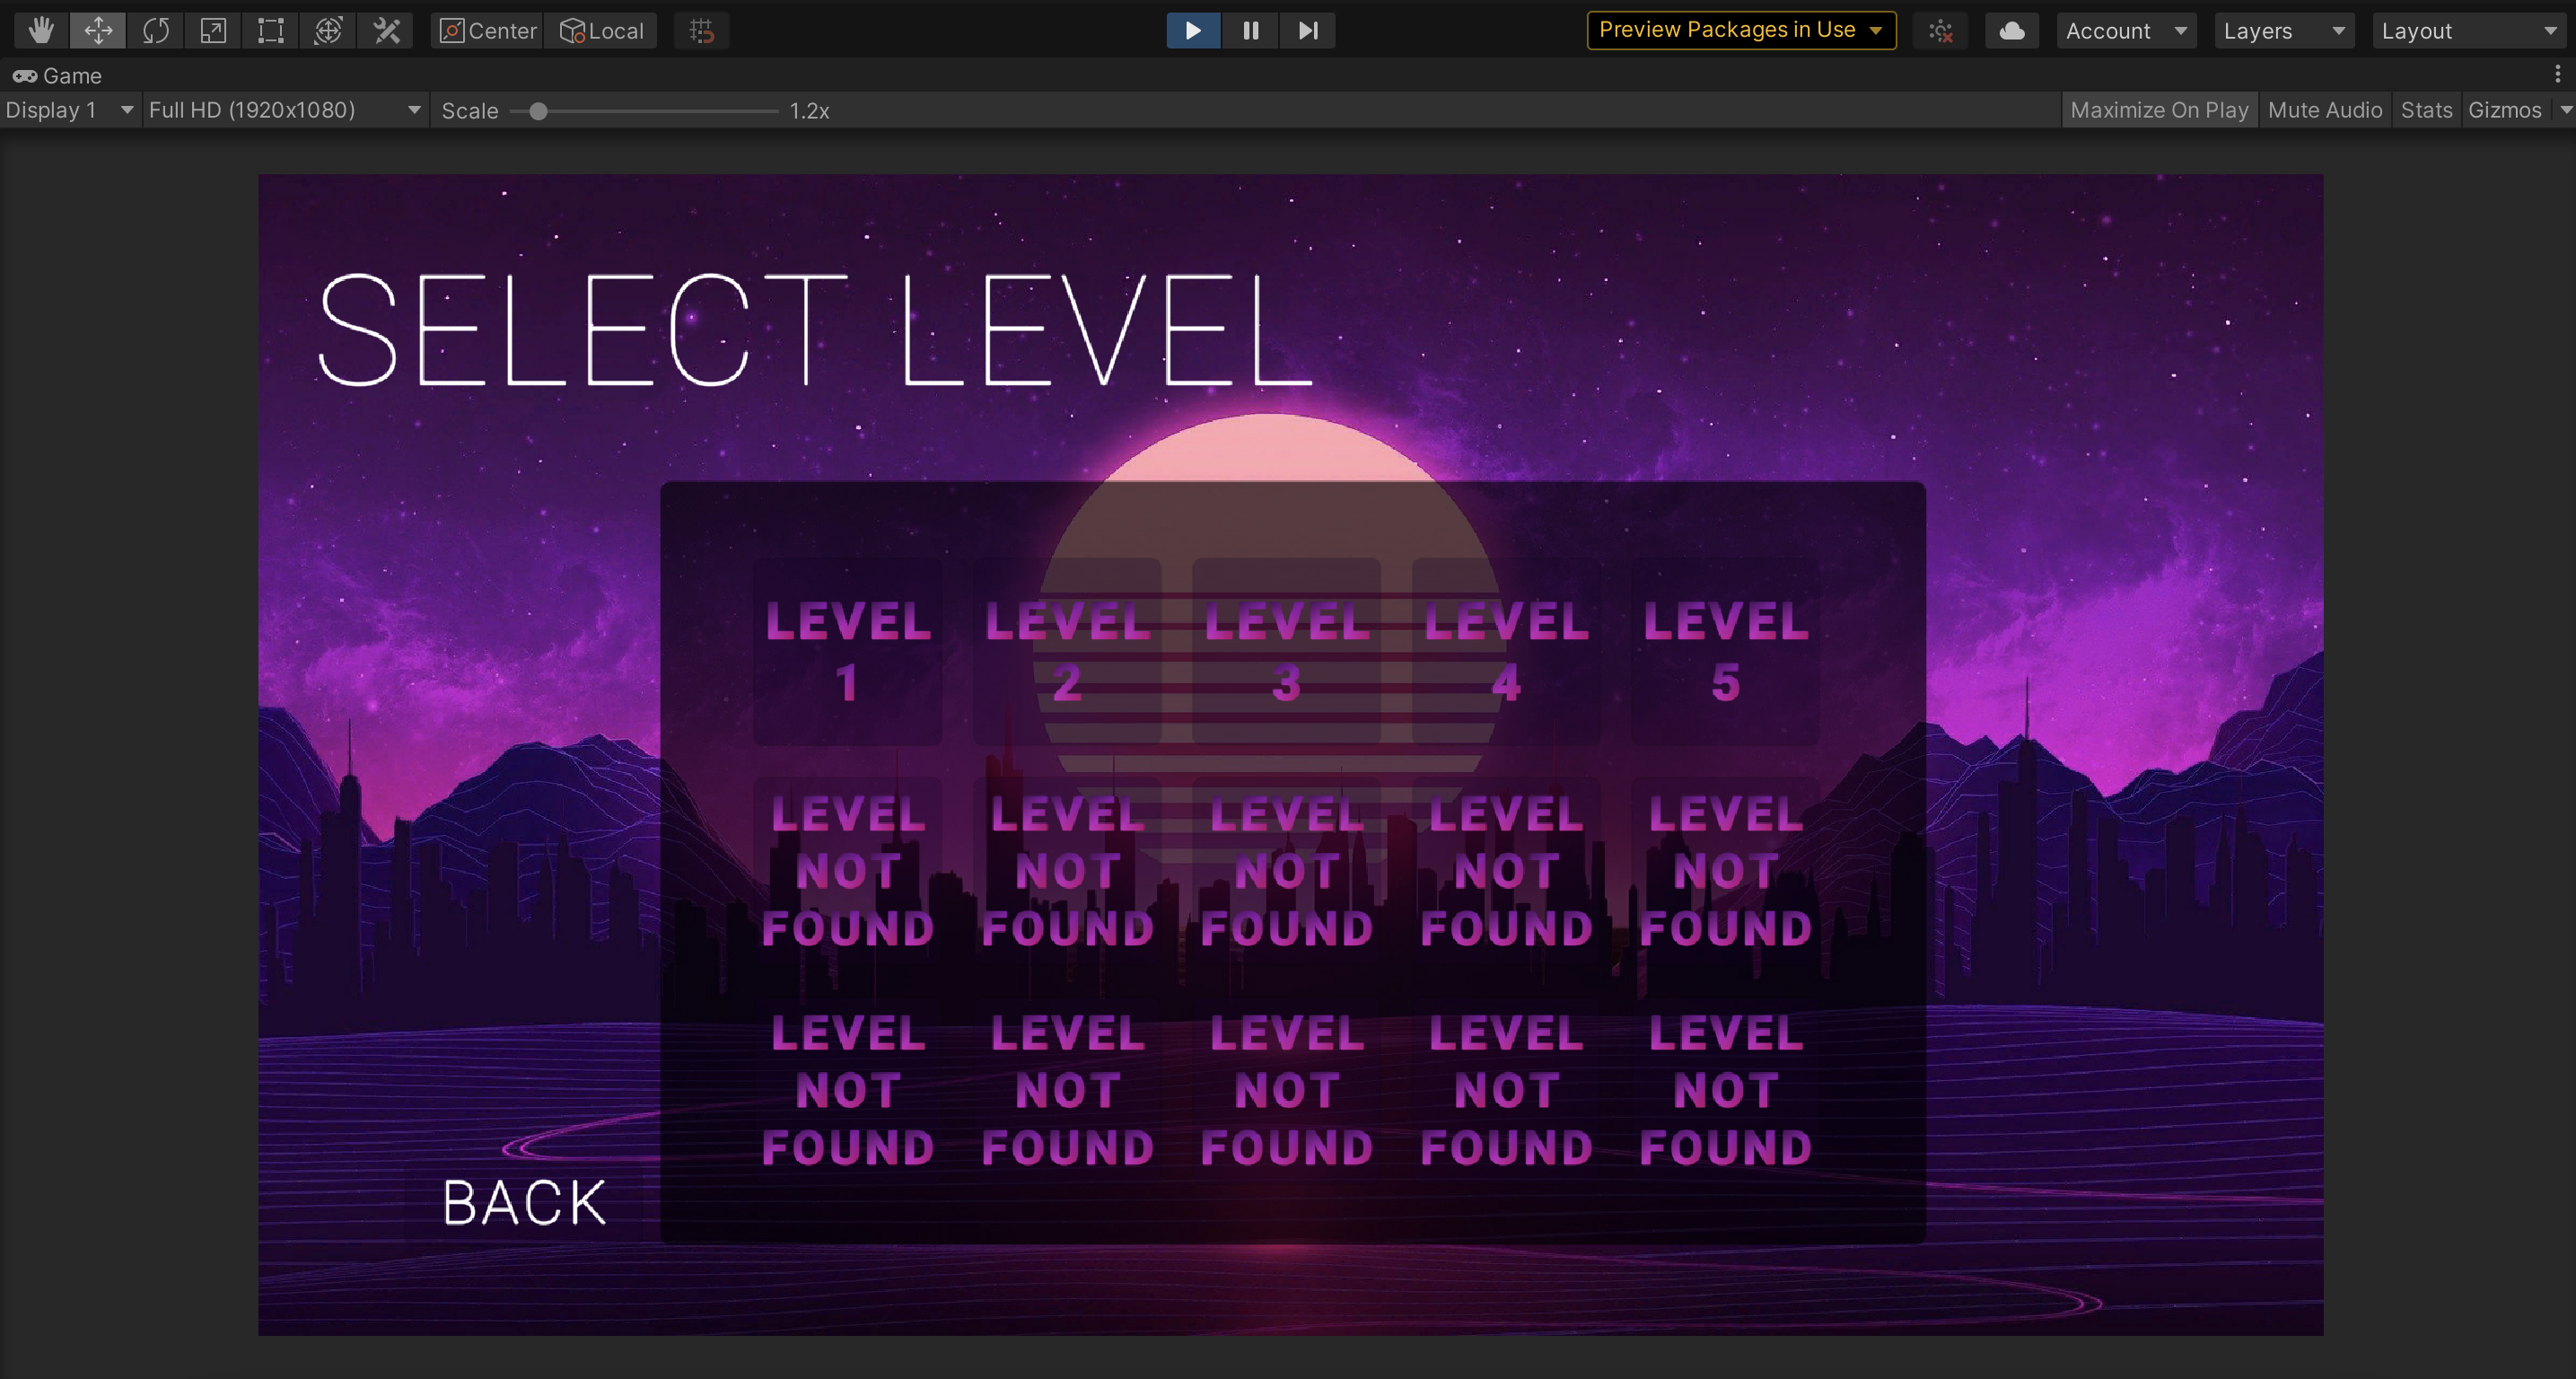 Center Local Preview Packages in Use Account Layers Layout
Game
Display 1 Full HD (1920x1080) Scale 1.2x Maximize On Play Mute Audio Stats Gizmos
SELECT LEVEL
LEVEL LEVEL LEVEL LEVEL LEVEL
1 2 3 4 5
LEVEL LEVEL LEVEL LEVEL LEVEL
NOT NOT NOT NOT NOT
FOUND FOUND FOUND FOUND FOUND
LEVEL LEVEL LEVEL LEVEL LEVEL
NOT NOT NOT NOT NOT
FOUND FOUND FOUND FOUND FOUND
BACK